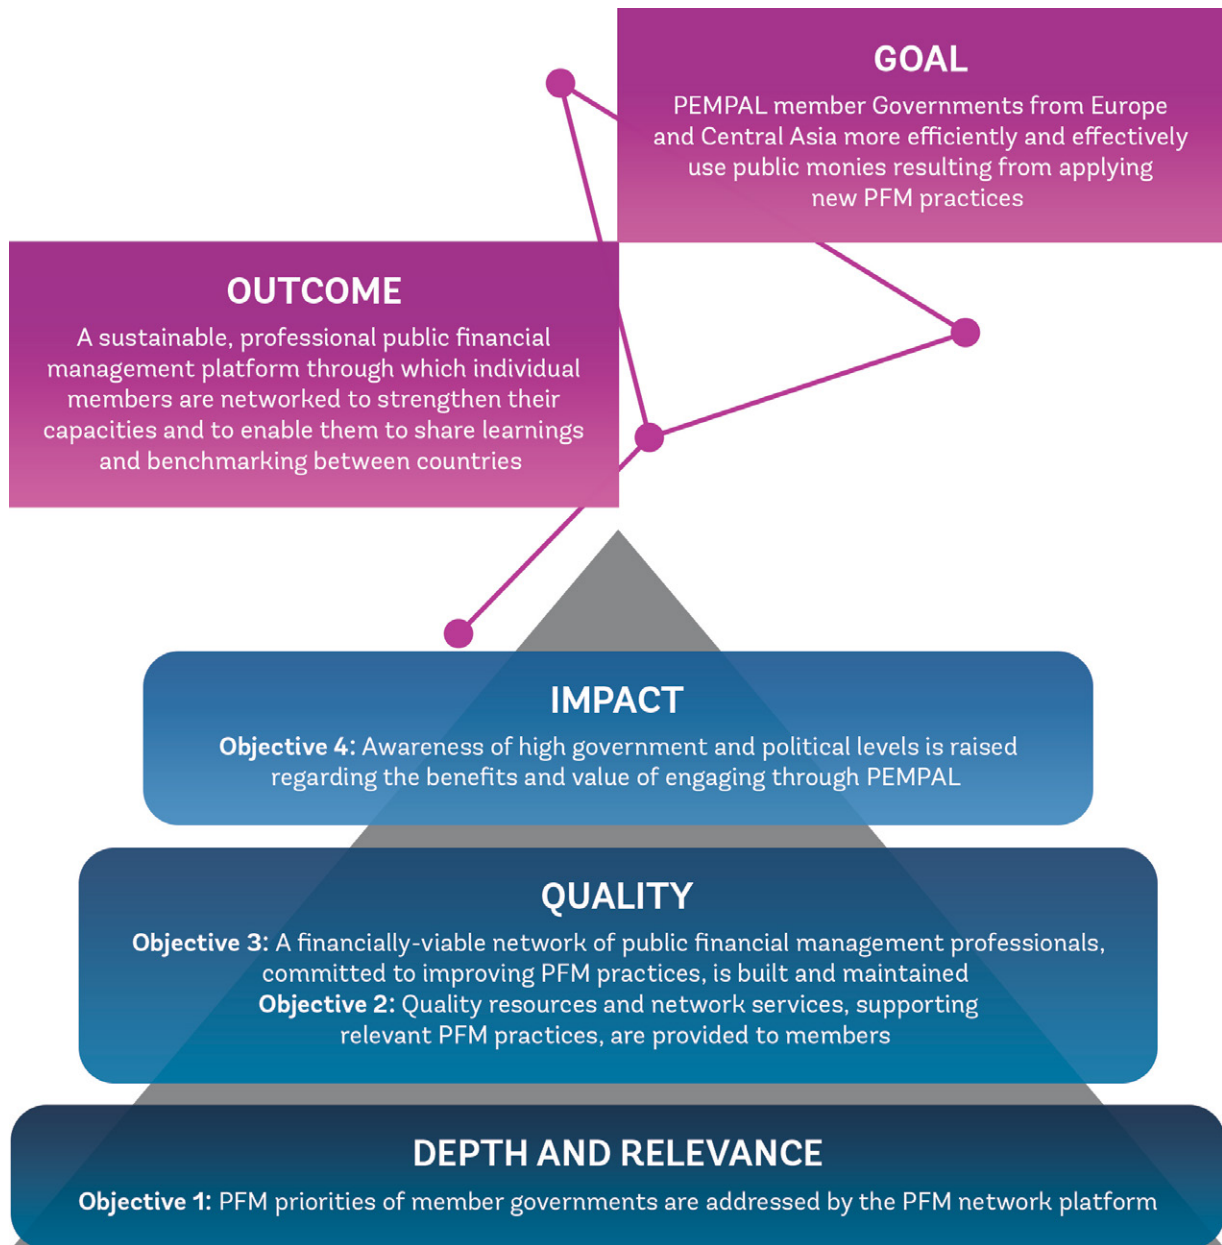 GOAL
PEMPAL member Governments from Europe
and Central Asia more efficiently and effectively
use public monies resulting from applying
new PFM practices
OUTCOME
A sustainable, professional public financial
management platform through which individual
members are networked to strengthen their
capacities and to enable them to share learnings
and benchmarking between countries
IMPACT
Objective 4: Awareness of high government and political levels is raised
regarding the benefits and value of engaging through PEMPAL
QUALITY
Objective 3: A financially-viable network of public financial management professionals,
committed to improving PFM practices, is built and maintained
Objective 2: Quality resources and network services, supporting
relevant PFM practices, are provided to members
DEPTH AND RELEVANCE
Objective 1: PFM priorities of member governments are addressed by the PFM network platform